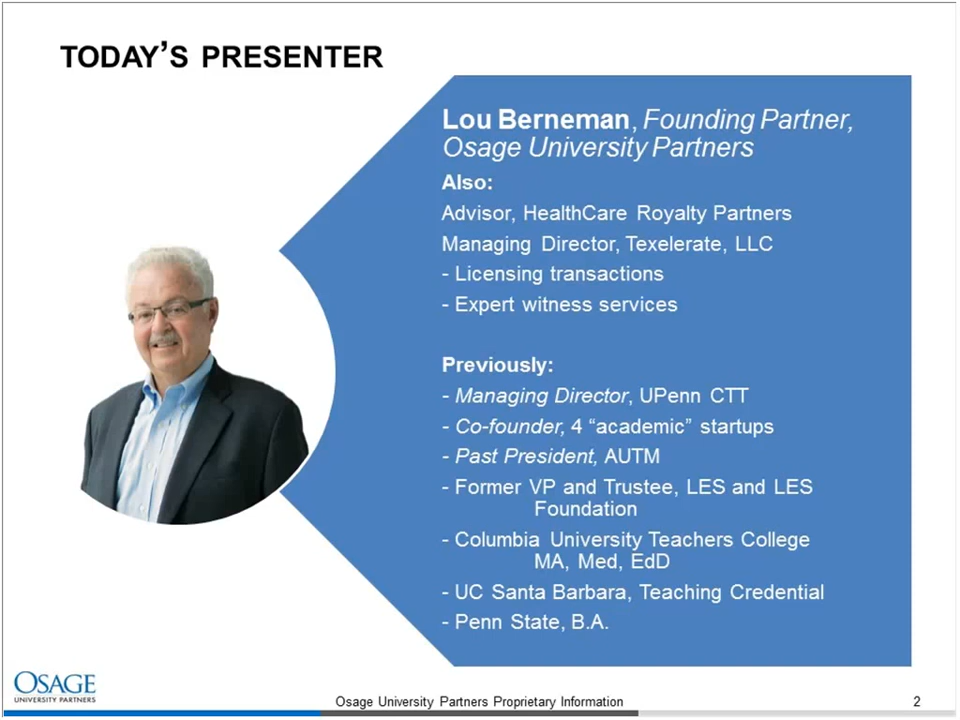 TODAY’S PRESENTER
Lou Berneman, Founding Partner,
Osage University Partners
Also:
Advisor, HealthCare Royalty Partners
Managing Director, Texelerate, LLC
- Licensing transactions
- Expert witness services
Previously:
- Managing Director, UPenn CTT
- Co-founder, 4 “academic” startups
- Past President, AUTM
- Former VP and Trustee, LES and LES
Foundation
- Columbia University Teachers College
MA, Med, EdD
- UC Santa Barbara, Teaching Credential
- Penn State, B.A.
OSAGE
UNIVERSITY PARTNERS
Osage University Partners Proprietary Information
2